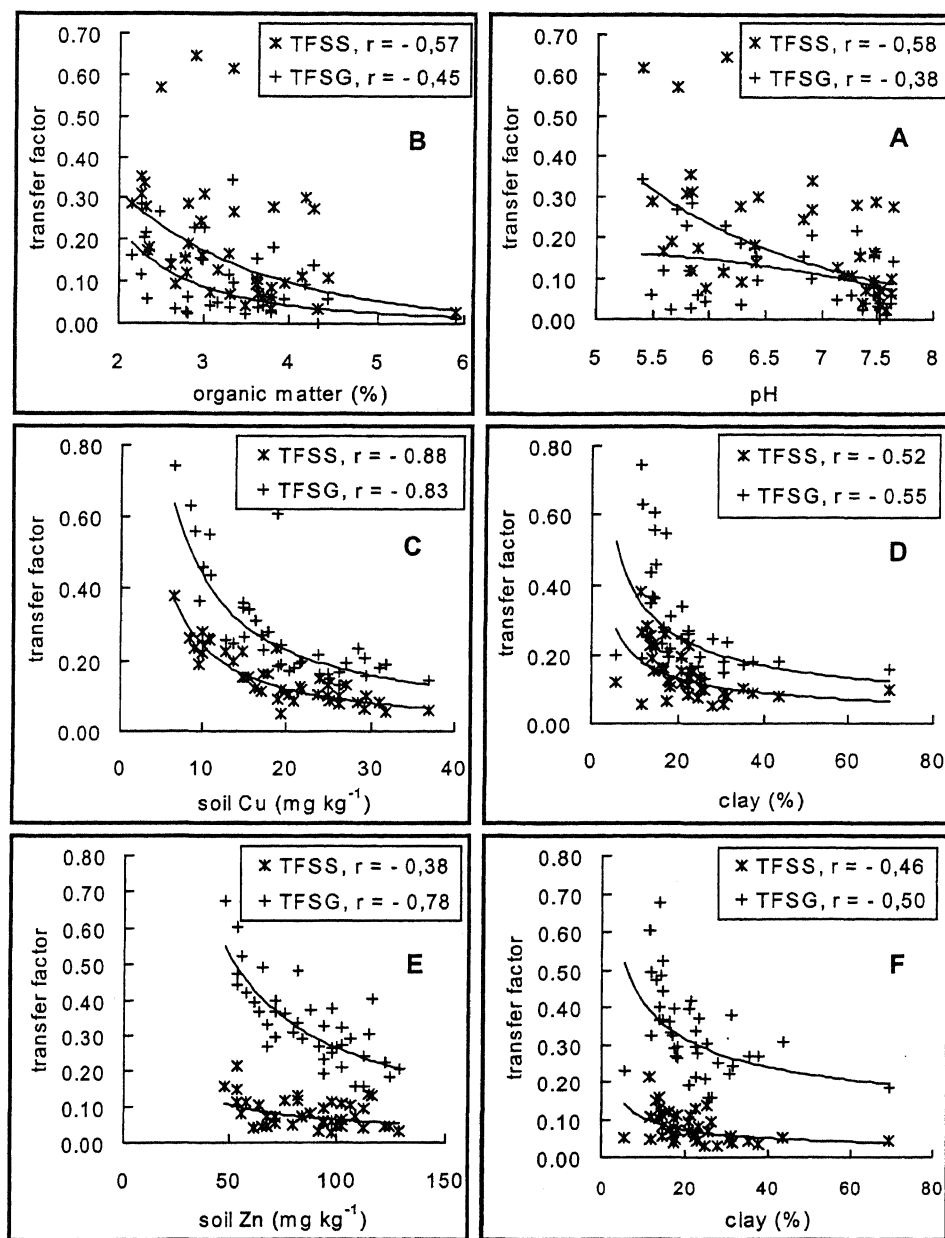 TFSS, r = - 0,57
TFSG, r = - 0,45
B
transfer factor
0.70
0.60
0.50
0.40
0.30
0.20
0.10
0.00
2 3 4 5 6
organic matter (%)
TFSS, r = - 0,58
TFSG, r = - 0,38
A
transfer factor
0.70
0.60
0.50
0.40
0.30
0.20
0.10
0.00
5 5.5 6 6.5 7 7.5 8
pH
TFSS, r = - 0.88
TFSG, r = - 0.83
C
transfer factor
0.80
0.60
0.40
0.20
0.00
0 10 20 30 40
soil Cu (mg kg⁻¹)
TFSS, r = - 0.52
TFSG, r = - 0.55
D
transfer factor
0.80
0.60
0.40
0.20
0.00
0 20 40 60 80
clay (%)
TFSS, r = - 0,38
TFSG, r = - 0,78
E
transfer factor
0.80
0.70
0.60
0.50
0.40
0.30
0.20
0.10
0.00
0 50 100 150
soil Zn (mg kg⁻¹)
TFSS, r = - 0,46
TFSG, r = - 0,50
F
transfer factor
0.80
0.70
0.60
0.50
0.40
0.30
0.20
0.10
0.00
0 20 40 60 80
clay (%)